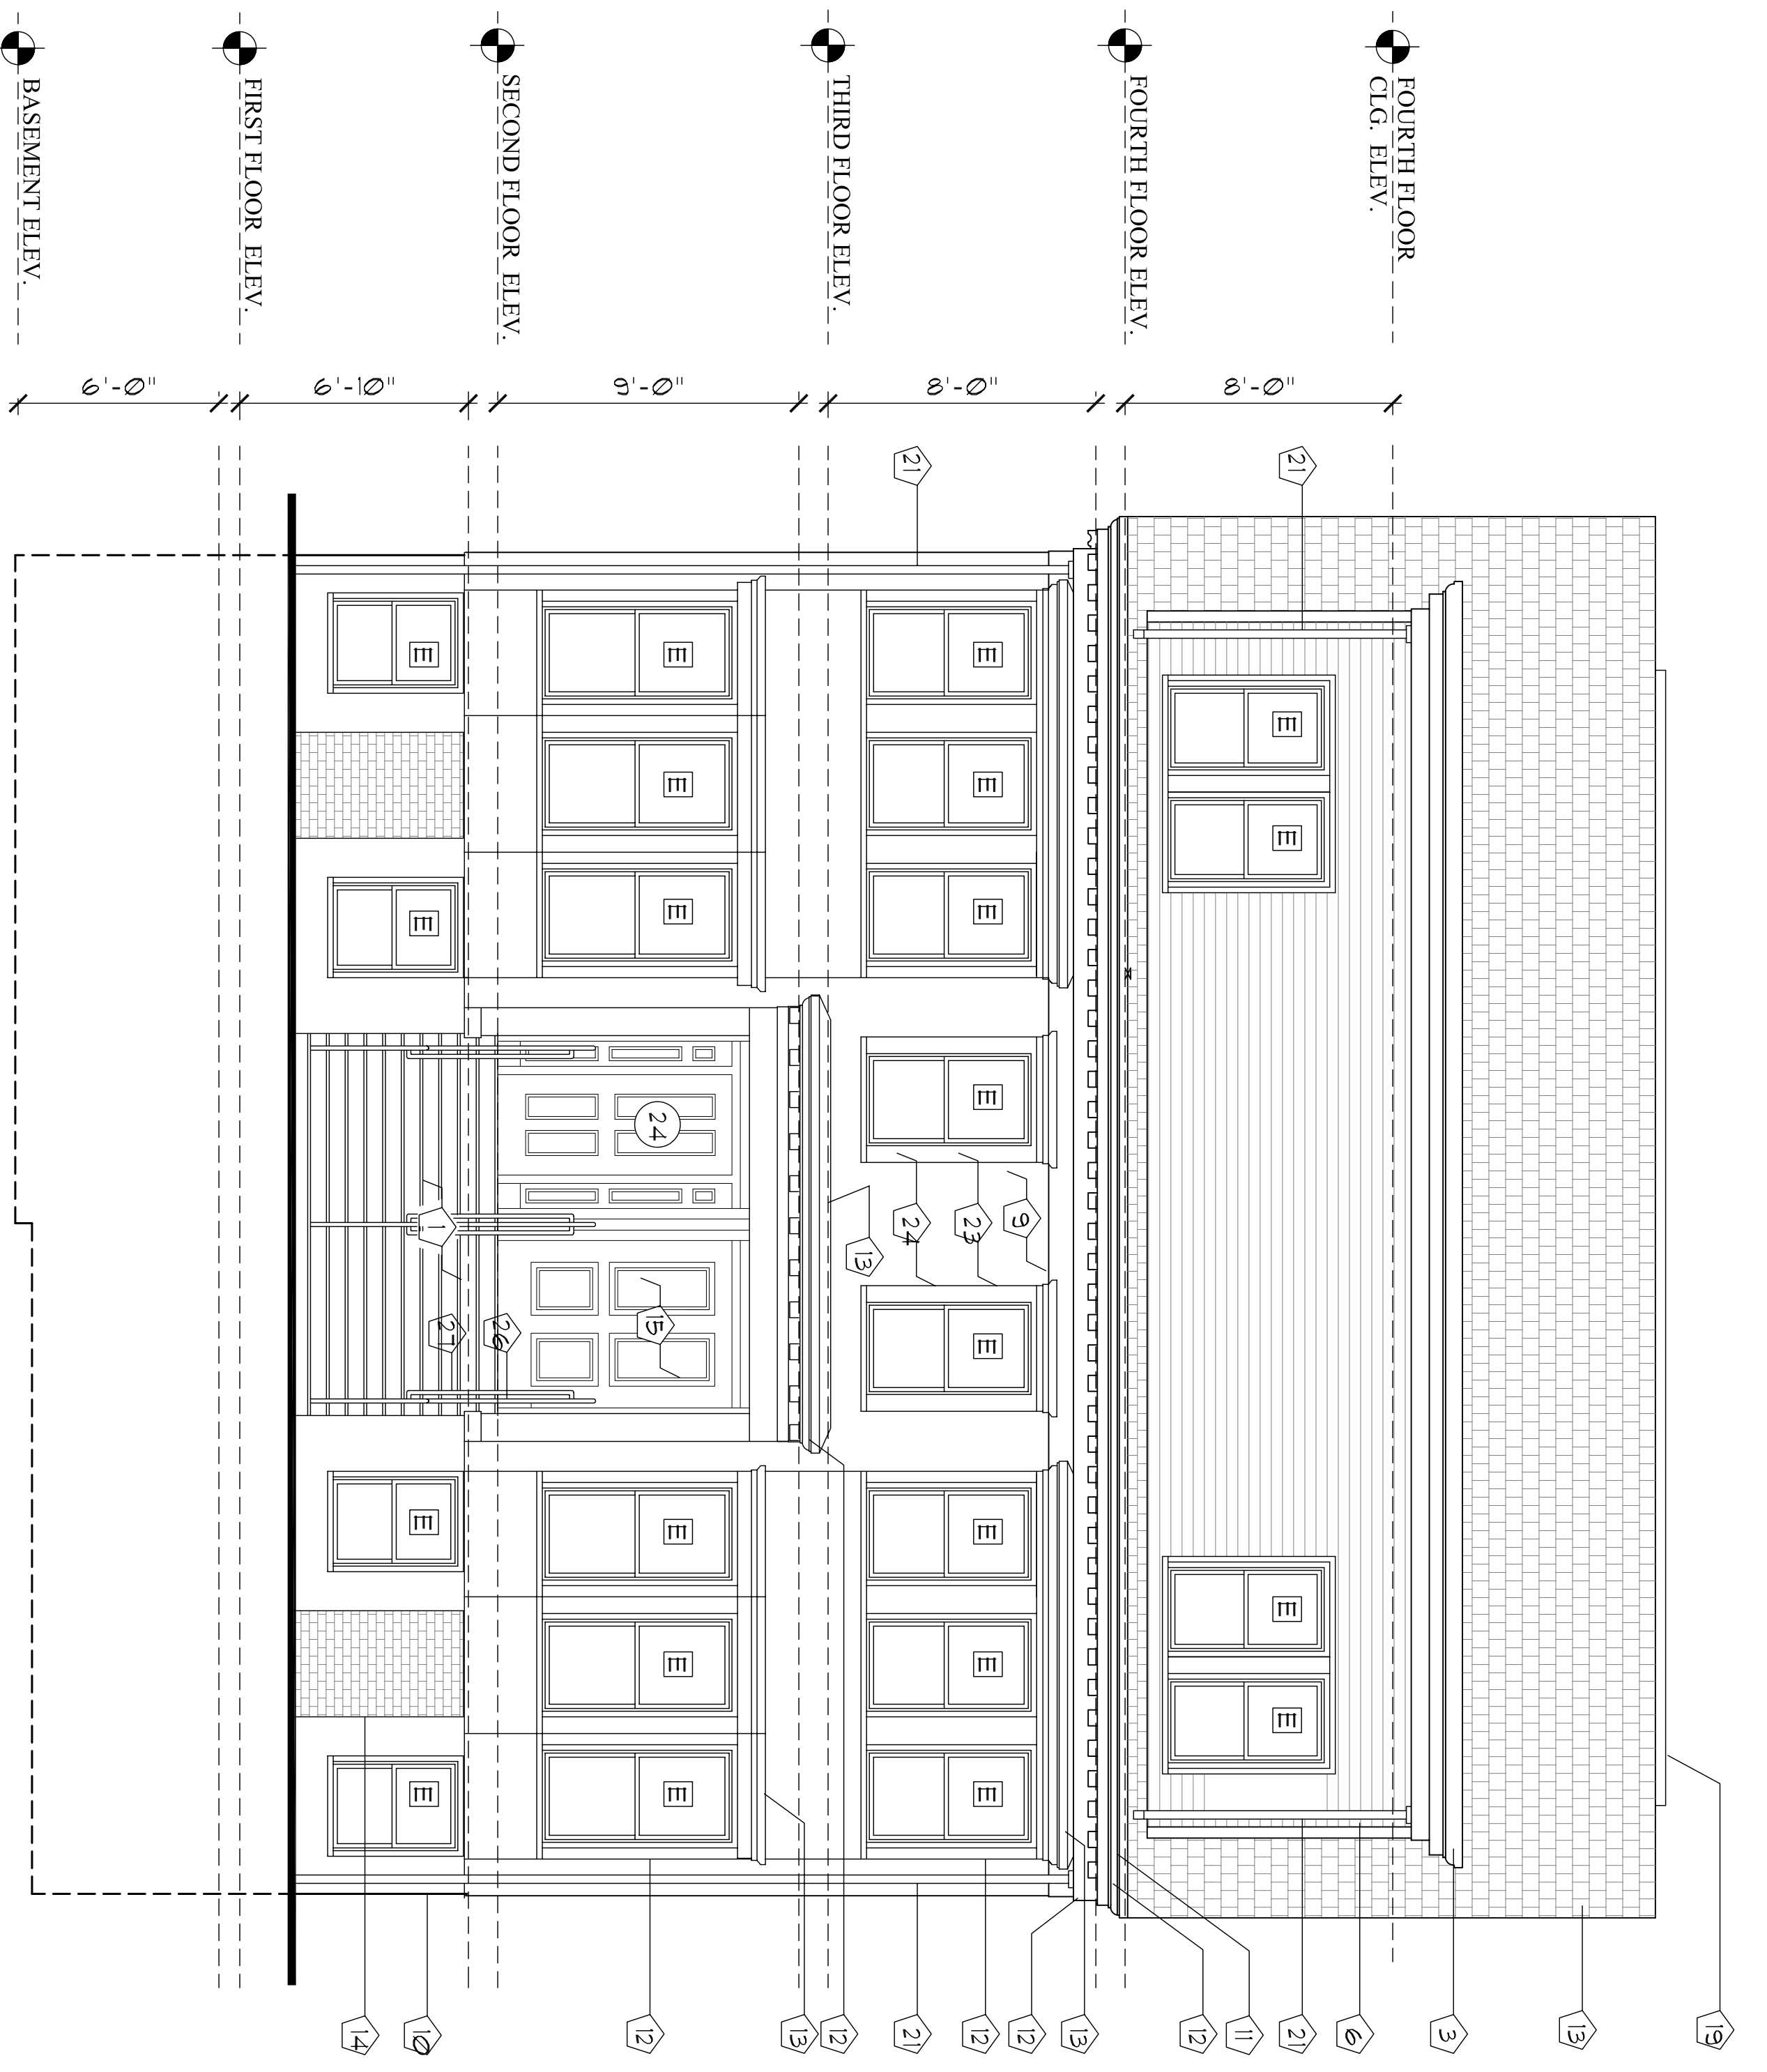 19
13
3
FOURTH FLOOR
CLG. ELEV.
6
21
21
E
E
E
E
8'-0"
11
12
FOURTH FLOOR ELEV.
13
12
9
E
E
E
E
E
E
E
E
12
23
8'-0"
21
24
21
13
THIRD FLOOR ELEV.
12
13
E
E
E
24
15
E
E
E
12
9'-0"
SECOND FLOOR ELEV.
26
27
1
10
E
E
E
E
14
6'-10"
FIRST FLOOR ELEV.
6'-0"
BASEMENT ELEV.